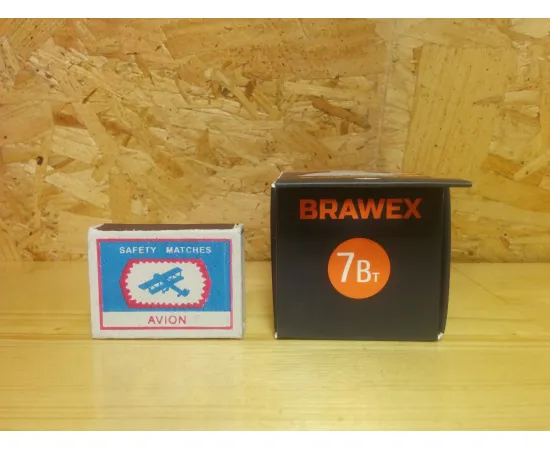 SAFETY MATCHES
AVION
BRAWEX
7Вт